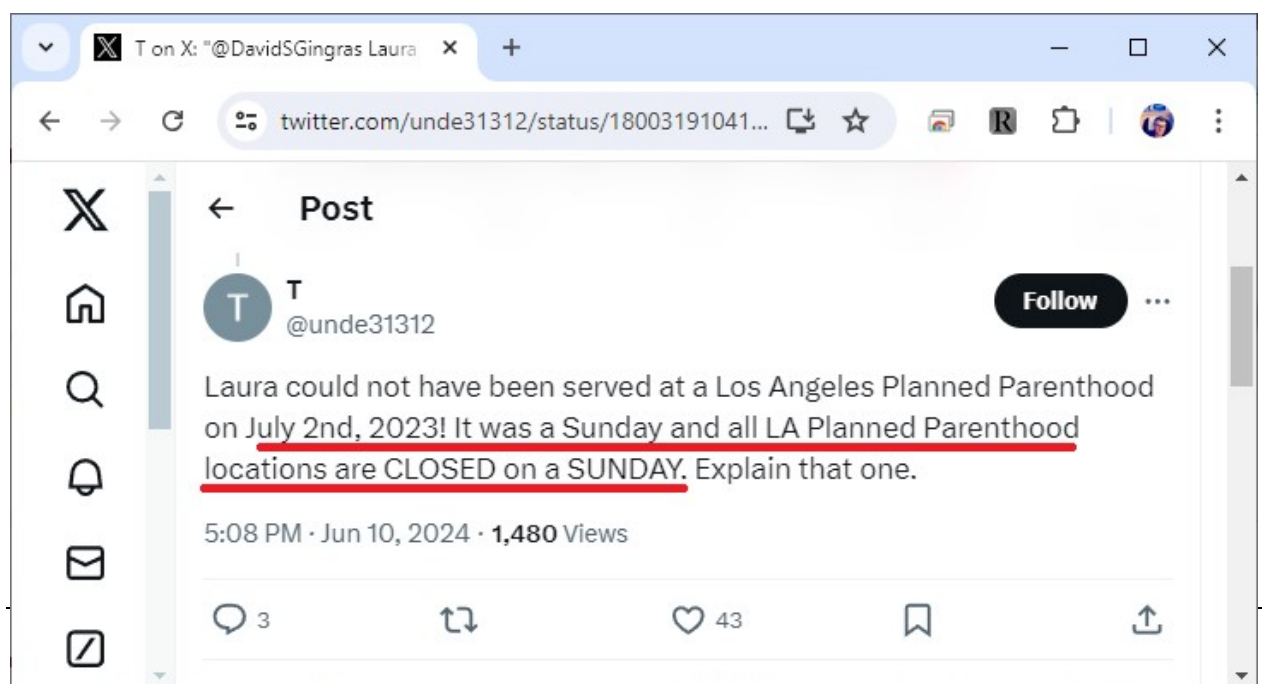 T on X: "@DavidSGingras Laura
twitter.com/unde31312/status/18003191041...
Post
T
T
@unde31312
Follow
Laura could not have been served at a Los Angeles Planned Parenthood
on July 2nd, 2023! It was a Sunday and all LA Planned Parenthood
locations are CLOSED on a SUNDAY. Explain that one.
5:08 PM · Jun 10, 2024 · 1,480 Views
3
43